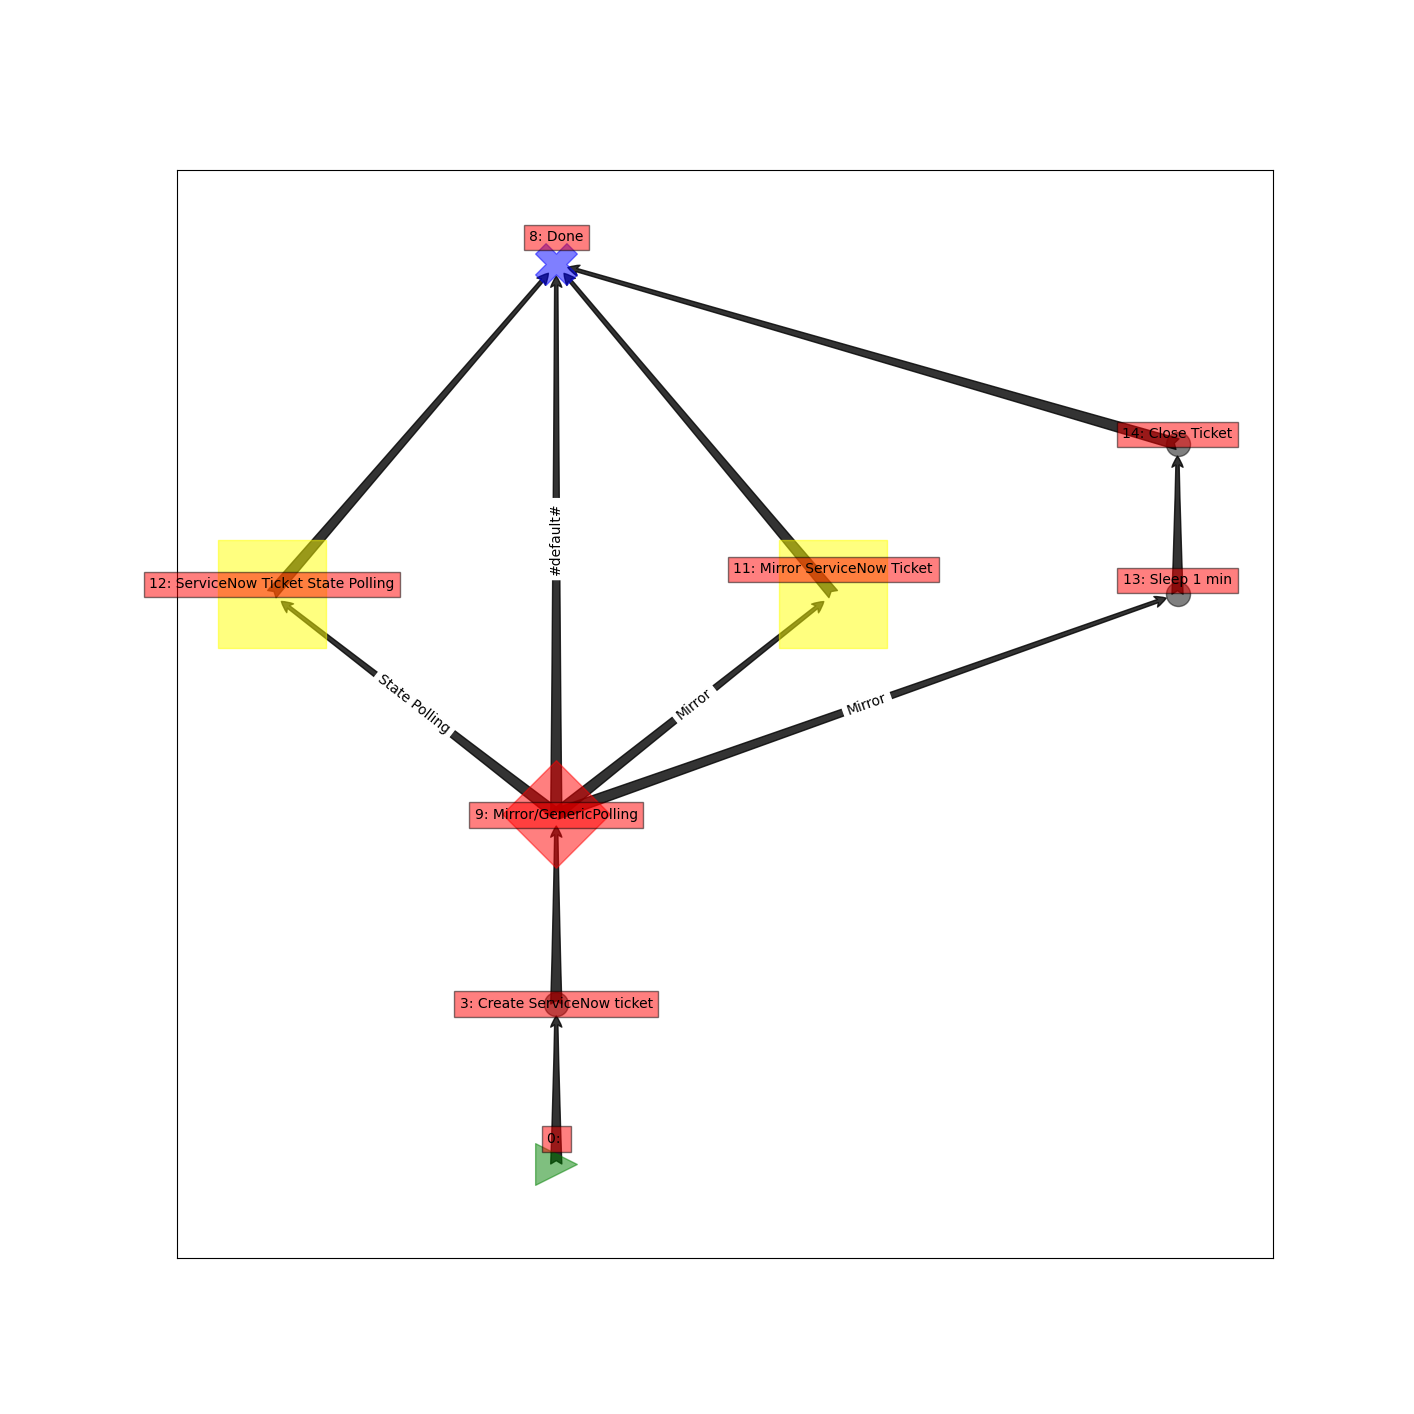 8: Done
14: Close Ticket
#default#
11: Mirror ServiceNow Ticket
13: Sleep 1 min
12: ServiceNow Ticket State Polling
State Polling
Mirror
Mirror
9: Mirror/GenericPolling
3: Create ServiceNow ticket
0: